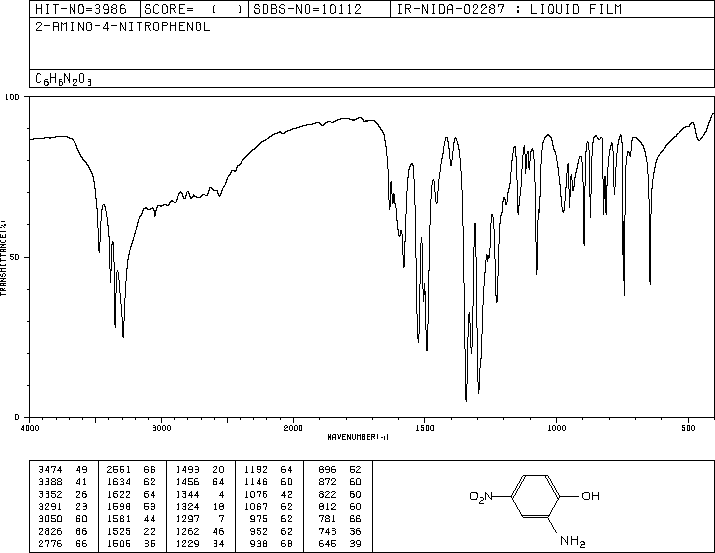 HIT-NO=3986 SCORE= ( ) SDBS-NO=10112 IR-NIDA-02287 : LIQUID FILM
2-AMINO-4-NITROPHENOL
C6H6N2O3
100
TRANSMITTANCE(%)
50
0
4000 3000 2000 1500 1000 500
WAVENUMBER(-1)
3474 49 2561 66 1493 20 1192 64 896 52
3388 41 1634 62 1456 64 1146 60 872 60
3352 26 1622 64 1344 4 1076 42 822 60
3291 23 1598 53 1324 18 1067 62 812 60
3050 60 1581 44 1297 7 975 62 781 66
2826 66 1525 22 1262 46 952 62 743 36
2776 66 1506 35 1229 34 938 68 646 39
O2N
OH
NH2